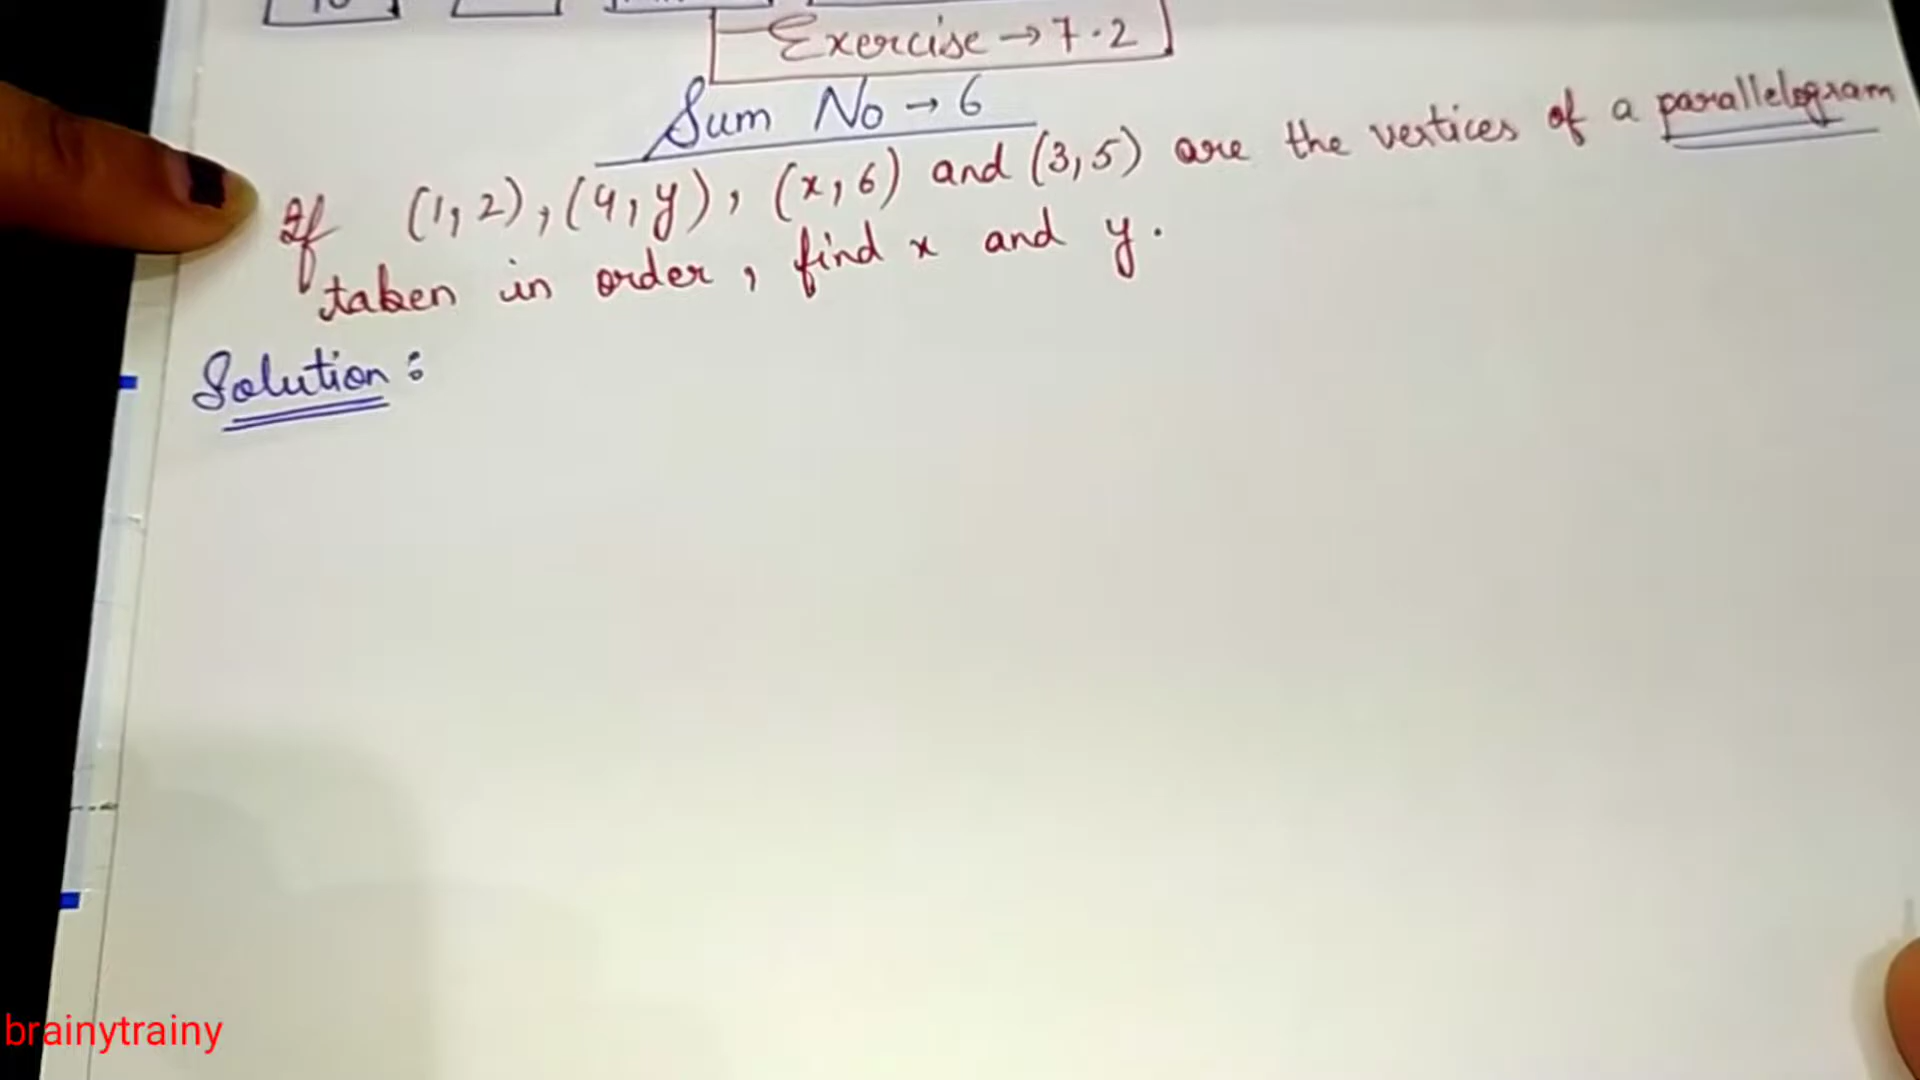 Exercise → 7.2
Sum No → 6
If (1, 2), (4, y), (x, 6) and (3, 5) are the vertices of a parallelogram
taken in order, find x and y.
Solution :
brainytrainy